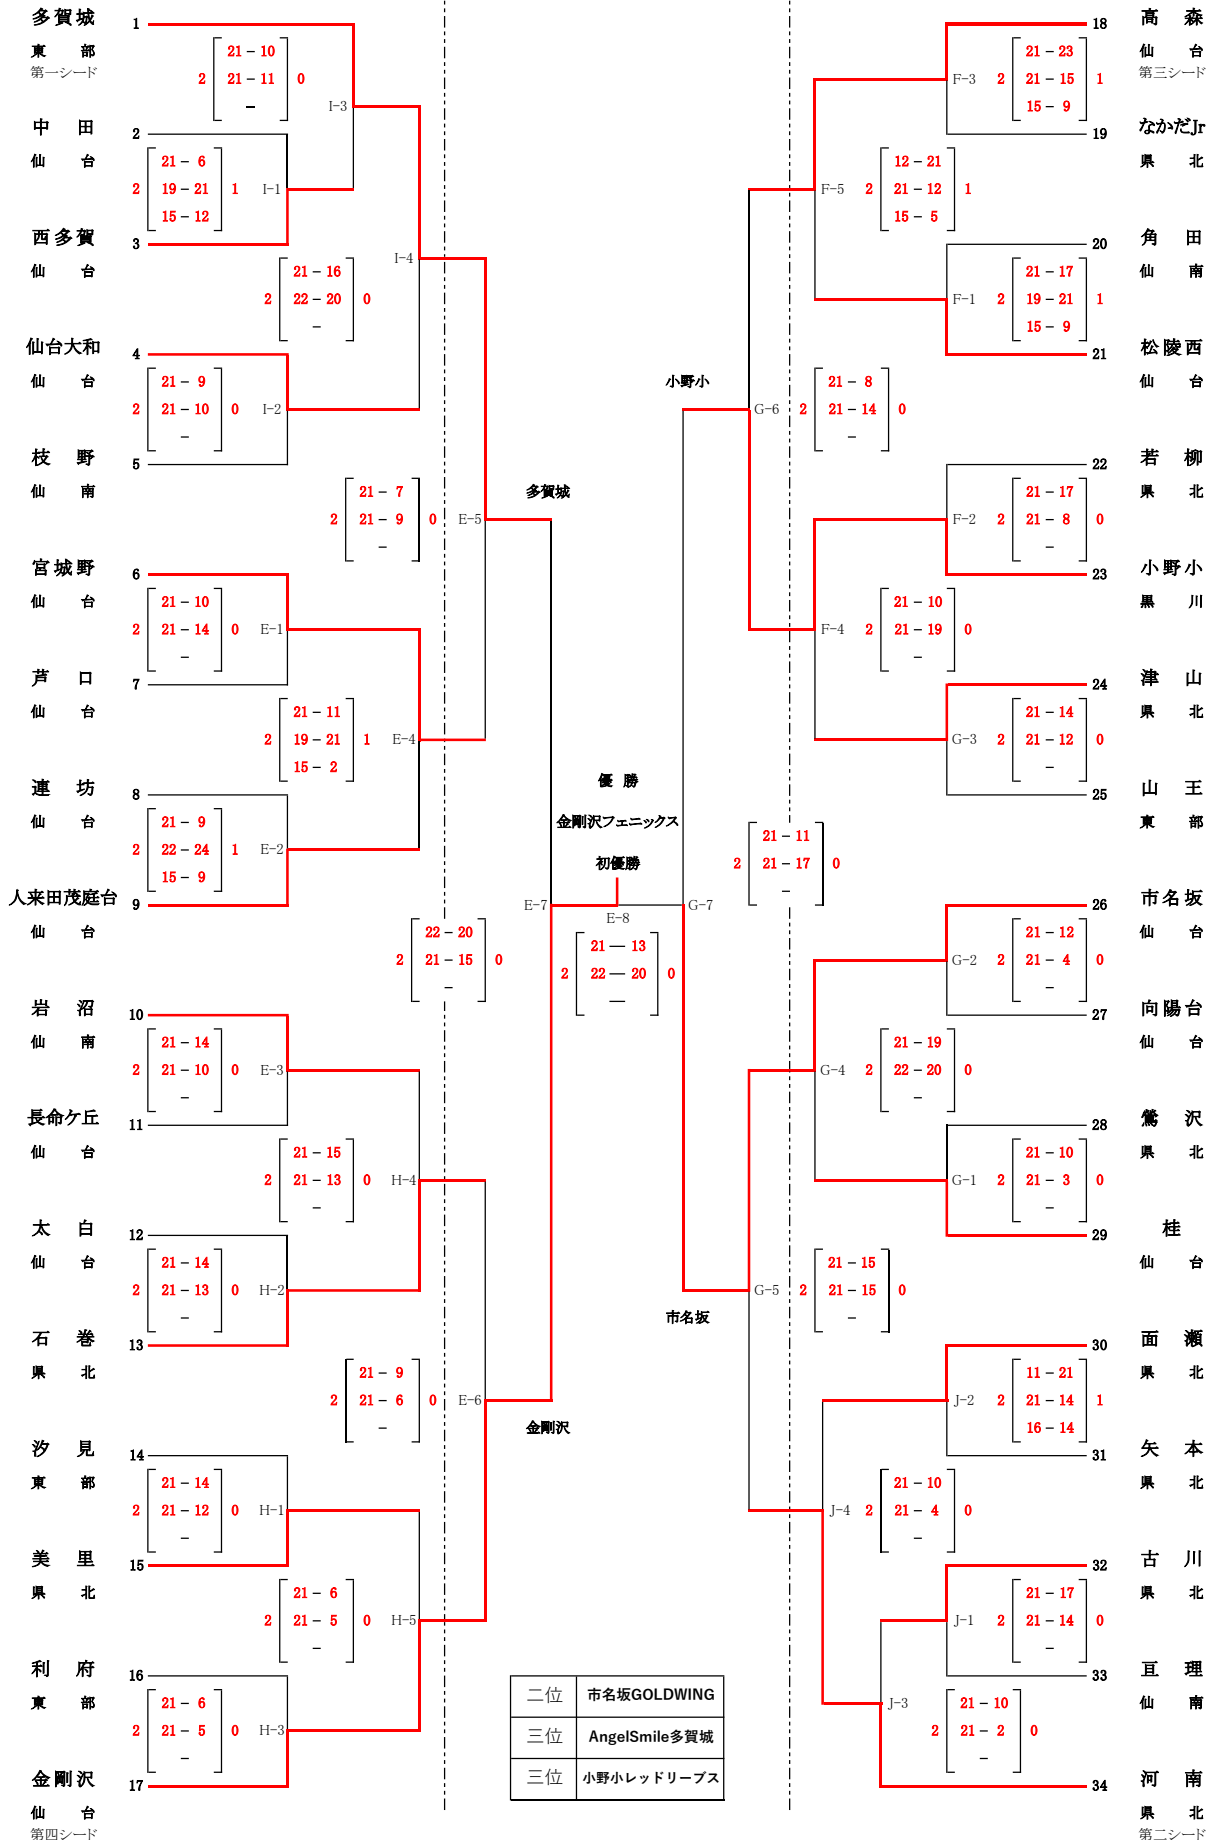 多賀城 1
東 部
第一シード
21 - 10
2 21 - 11 0
-
I-3
中 田 2
仙 台
21 - 6
2 19 - 21 1
15 - 12
I-1
西多賀 3
仙 台
I-4
21 - 16
2 22 - 20 0
-
仙台大和 4
仙 台
21 - 9
2 21 - 10 0
-
I-2
枝 野 5
仙 南
21 - 7
2 21 - 9 0
-
E-5
多賀城
宮城野 6
仙 台
21 - 10
2 21 - 14 0
-
E-1
芦 口 7
仙 台
21 - 11
2 19 - 21 1
15 - 2
E-4
連 坊 8
仙 台
21 - 9
2 22 - 24 1
15 - 9
E-2
人来田茂庭台 9
仙 台
E-7
22 - 20
2 21 - 15 0
-
岩 沼 10
仙 南
21 - 14
2 21 - 10 0
-
E-3
長命ケ丘 11
仙 台
21 - 15
2 21 - 13 0
-
H-4
太 白 12
仙 台
21 - 14
2 21 - 13 0
-
H-2
石 巻 13
県 北
21 - 9
2 21 - 6 0
-
E-6
金剛沢
汐 見 14
東 部
21 - 14
2 21 - 12 0
-
H-1
美 里 15
県 北
21 - 6
2 21 - 5 0
-
H-5
利 府 16
東 部
21 - 6
2 21 - 5 0
-
H-3
金剛沢 17
仙 台
第四シード
優 勝
金剛沢フェニックス
初優勝
E-8
21 — 13
2 22 — 20 0
—
二位 市名坂GOLDWING
三位 AngelSmile多賀城
三位 小野小レッドリーブス
18 高 森
仙 台
第三シード
F-3
21 - 23
2 21 - 15 1
15 - 9
19 なかだJr
県 北
F-5
12 - 21
2 21 - 12 1
15 - 5
20 角 田
仙 南
F-1
21 - 17
2 19 - 21 1
15 - 9
21 松陵西
仙 台
小野小
G-6
21 - 8
2 21 - 14 0
-
22 若 柳
県 北
F-2
21 - 17
2 21 - 8 0
-
23 小野小
黒 川
F-4
21 - 10
2 21 - 19 0
-
24 津 山
県 北
G-3
21 - 14
2 21 - 12 0
-
25 山 王
東 部
21 - 11
2 21 - 17 0
-
G-7
26 市名坂
仙 台
G-2
21 - 12
2 21 - 4 0
-
27 向陽台
仙 台
G-4
21 - 19
2 22 - 20 0
-
28 鶯 沢
県 北
G-1
21 - 10
2 21 - 3 0
-
29 桂
仙 台
G-5
21 - 15
2 21 - 15 0
-
市名坂
30 面 瀬
県 北
J-2
11 - 21
2 21 - 14 1
16 - 14
31 矢 本
県 北
J-4
21 - 10
2 21 - 4 0
-
32 古 川
県 北
J-1
21 - 17
2 21 - 14 0
-
33 亘 理
仙 南
J-3
21 - 10
2 21 - 2 0
-
34 河 南
県 北
第二シード